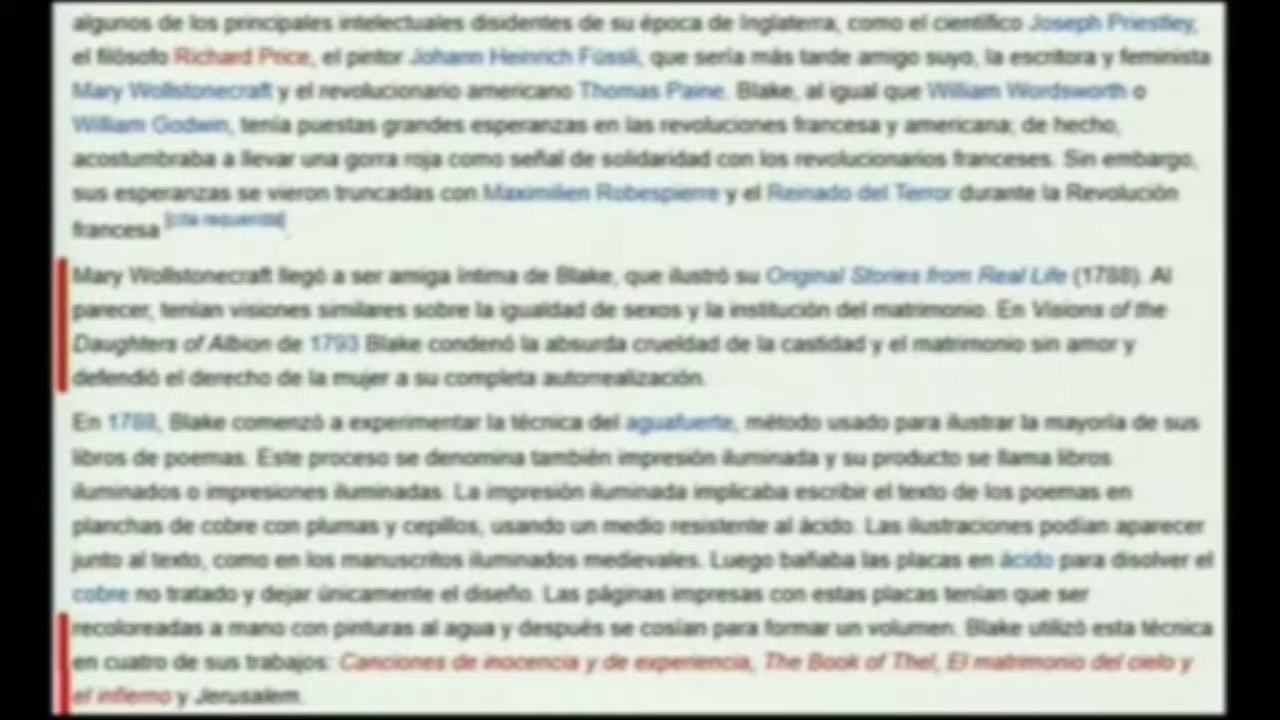 algunos de los principales intelectuales disidentes de su época de Inglaterra, como el científico Joseph Priestley,
el filósofo Richard Price, el pintor Johann Heinrich Füssli, que sería más tarde amigo suyo, la escritora y feminista
Mary Wollstonecraft y el revolucionario americano Thomas Paine. Blake, al igual que William Wordsworth o
William Godwin, tenía puestas grandes esperanzas en las revoluciones francesa y americana; de hecho,
acostumbraba a llevar una gorra roja como señal de solidaridad con los revolucionarios franceses. Sin embargo,
sus esperanzas se vieron truncadas con Maximilien Robespierre y el Reinado del Terror durante la Revolución
francesa [cita requerida].
Mary Wollstonecraft llegó a ser amiga íntima de Blake, que ilustró su Original Stories from Real Life (1788). Al
parecer, tenían visiones similares sobre la igualdad de sexos y la institución del matrimonio. En Visions of the
Daughters of Albion de 1793 Blake condenó la absurda crueldad de la castidad y el matrimonio sin amor y
defendió el derecho de la mujer a su completa autorrealización.
En 1788, Blake comenzó a experimentar la técnica del aguafuerte, método usado para ilustrar la mayoría de sus
libros de poemas. Este proceso se denomina también impresión iluminada y su producto se llama libros
iluminados o impresiones iluminadas. La impresión iluminada implicaba escribir el texto de los poemas en
planchas de cobre con plumas y cepillos, usando un medio resistente al ácido. Las ilustraciones podían aparecer
junto al texto, como en los manuscritos iluminados medievales. Luego bañaba las placas en ácido para disolver el
cobre no tratado y dejar únicamente el diseño. Las páginas impresas con estas placas tenían que ser
recoloreadas a mano con pinturas al agua y después se cosían para formar un volumen. Blake utilizó esta técnica
en cuatro de sus trabajos: Canciones de inocencia y de experiencia, The Book of Thel, El matrimonio del cielo y
el infierno y Jerusalem.